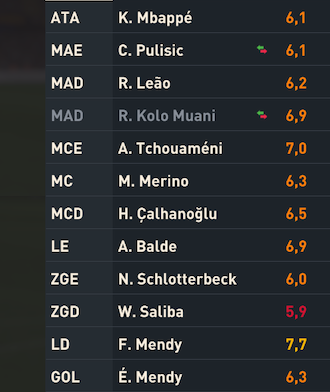 ATA K. Mbappé 6,1
MAE C. Pulisic 6,1
MAD R. Leão 6,2
MAD R. Kolo Muani 6,9
MCE A. Tchouaméni 7,0
MC M. Merino 6,3
MCD H. Çalhanoğlu 6,5
LE A. Balde 6,9
ZGE N. Schlotterbeck 6,0
ZGD W. Saliba 5,9
LD F. Mendy 7,7
GOL É. Mendy 6,3